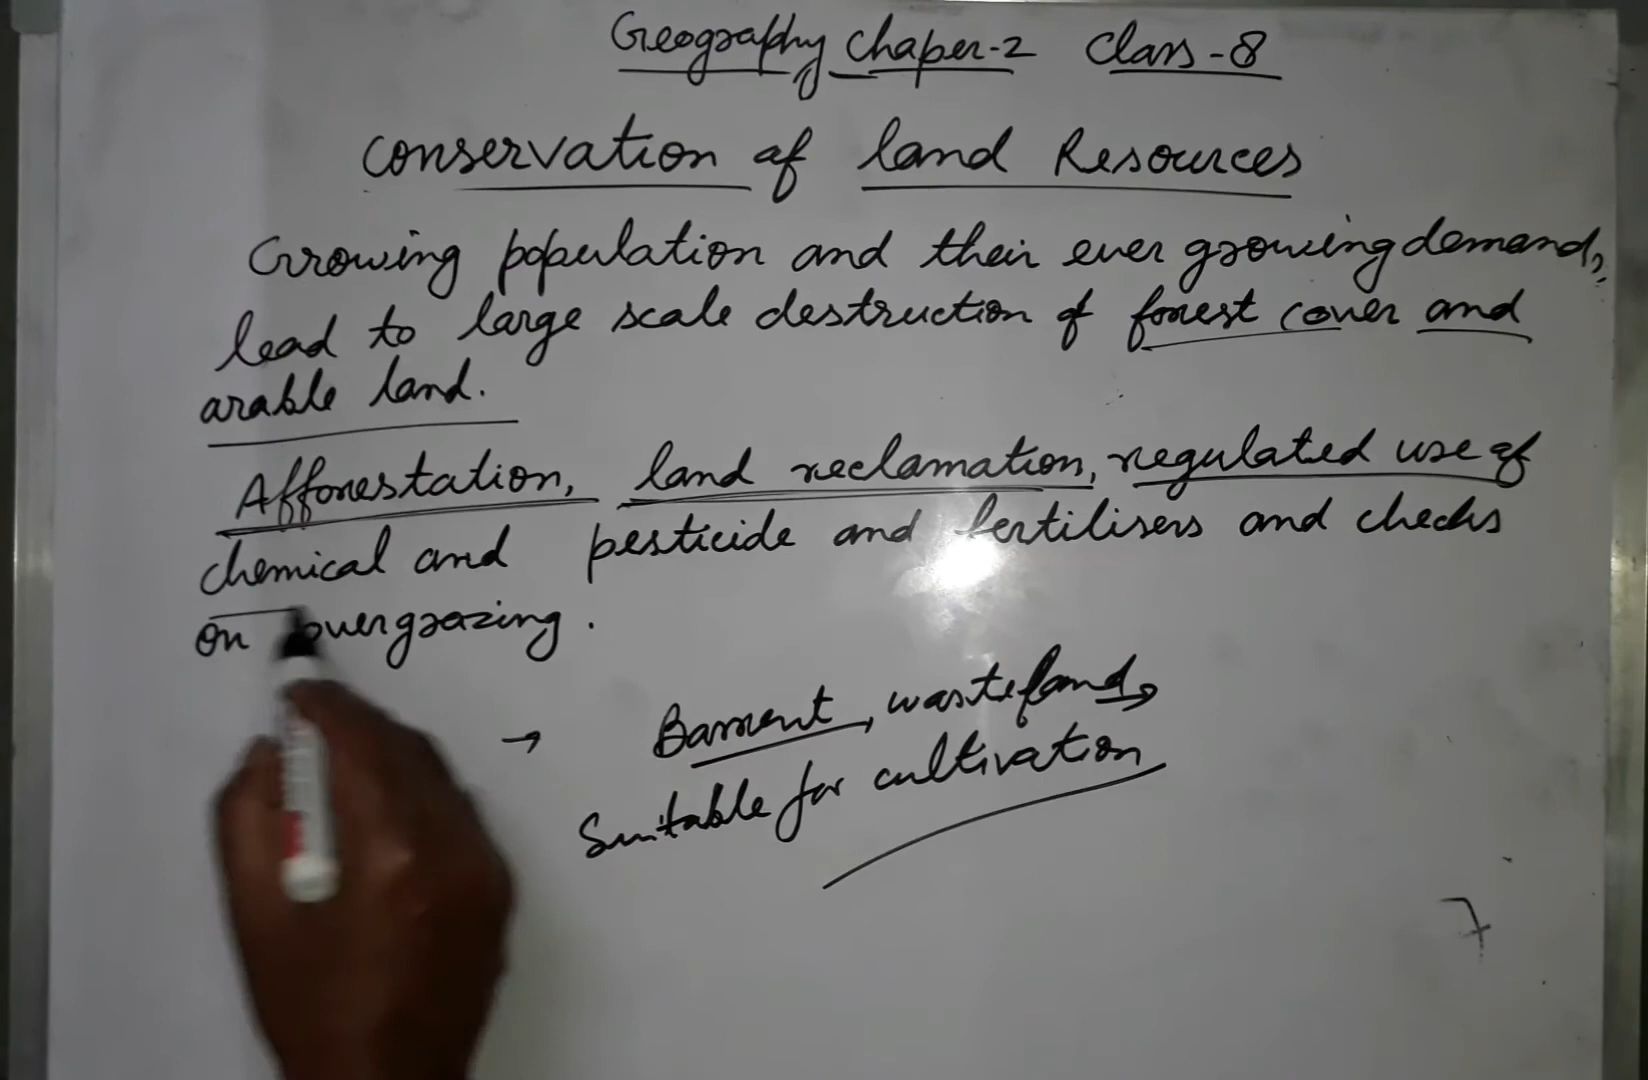 Geography Chaper-2 Class-8
Conservation of land Resources
Growing population and their ever growing demand,
lead to large scale destruction of forest cover and
arable land.
Afforestation, land reclamation, regulated use of
chemical and pesticide and fertilisers and checks
on overgrazing.
→ Barrent, wasteland→
Suitable for cultivation
7